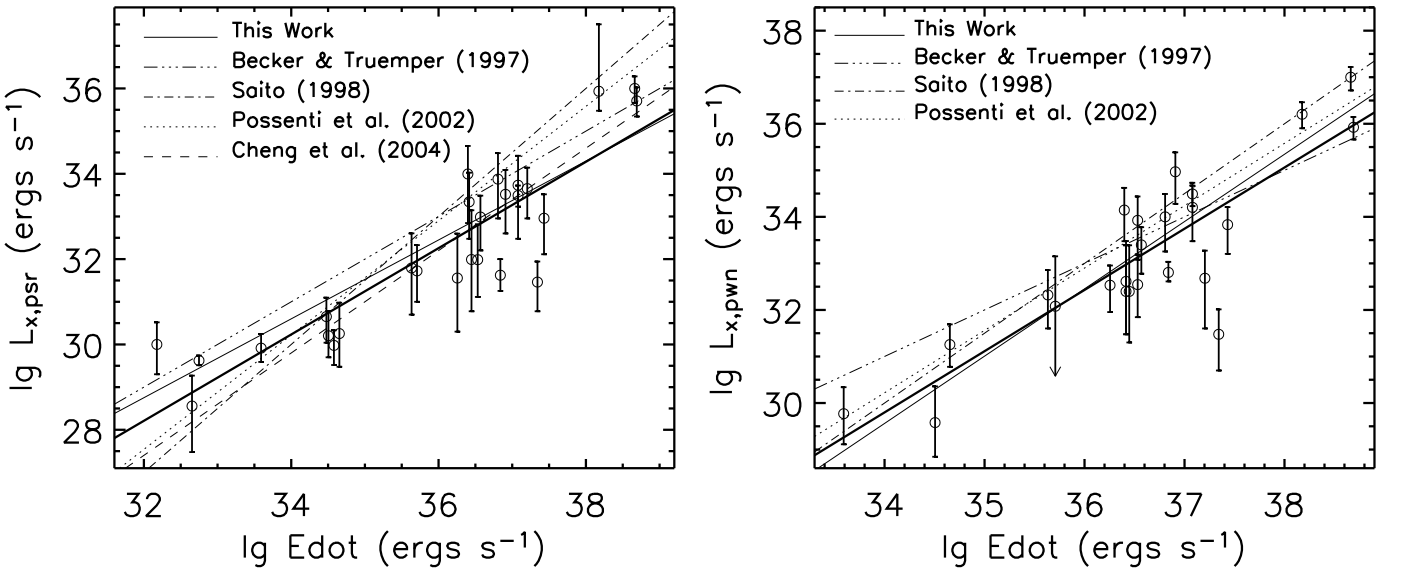 This Work
Becker & Truemper (1997)
Saito (1998)
Possenti et al. (2002)
Cheng et al. (2004)
36
34
32
30
28
lg Lx,psr (ergs s−1)
32
34
36
38
lg Edot (ergs s−1)
This Work
Becker & Truemper (1997)
Saito (1998)
Possenti et al. (2002)
38
36
34
32
30
lg Lx,pwn (ergs s−1)
34
35
36
37
38
lg Edot (ergs s−1)